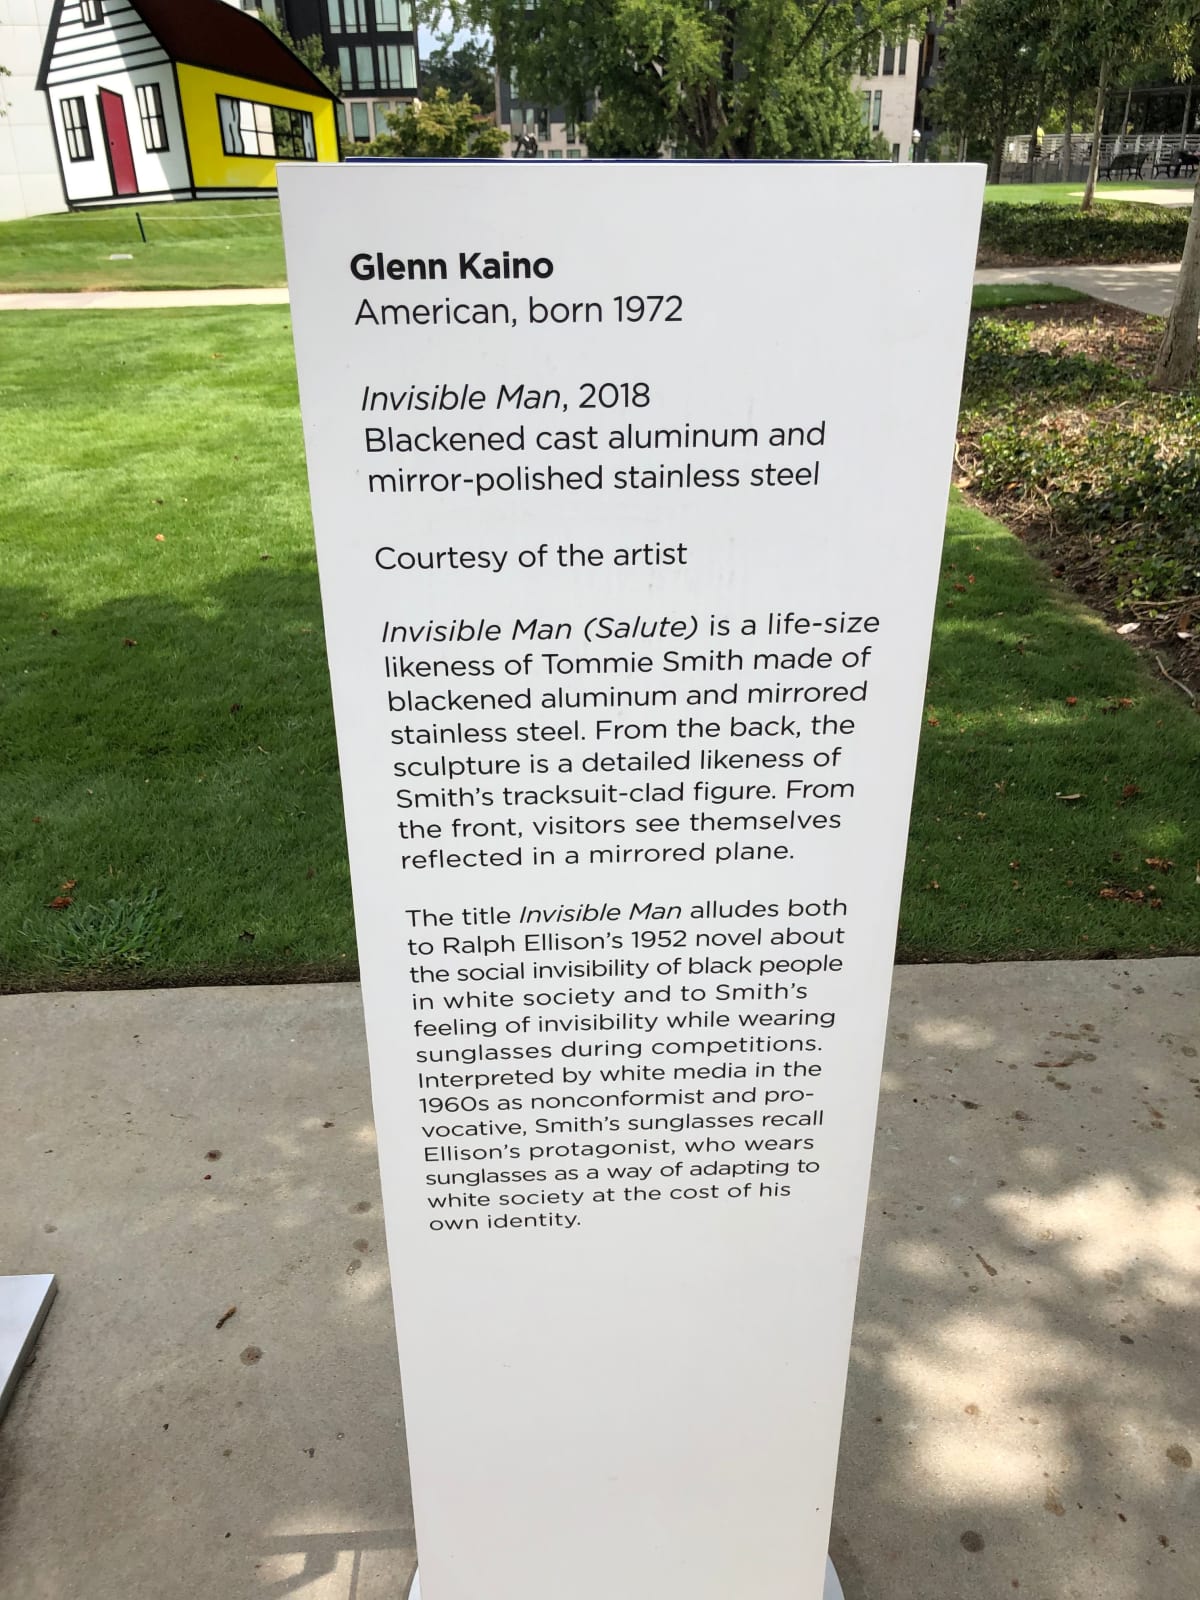 Glenn Kaino
American, born 1972
Invisible Man, 2018
Blackened cast aluminum and
mirror-polished stainless steel
Courtesy of the artist
Invisible Man (Salute) is a life-size
likeness of Tommie Smith made of
blackened aluminum and mirrored
stainless steel. From the back, the
sculpture is a detailed likeness of
Smith's tracksuit-clad figure. From
the front, visitors see themselves
reflected in a mirrored plane.
The title Invisible Man alludes both
to Ralph Ellison's 1952 novel about
the social invisibility of black people
in white society and to Smith's
feeling of invisibility while wearing
sunglasses during competitions.
Interpreted by white media in the
1960s as nonconformist and pro-
vocative, Smith's sunglasses recall
Ellison's protagonist, who wears
sunglasses as a way of adapting to
white society at the cost of his
own identity.